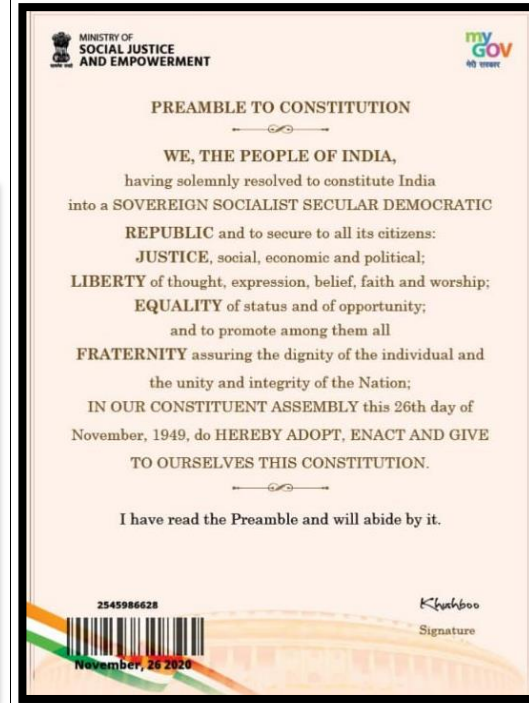 MINISTRY OF
SOCIAL JUSTICE
AND EMPOWERMENT
my
GOV
मेरी सरकार
PREAMBLE TO CONSTITUTION
WE, THE PEOPLE OF INDIA,
having solemnly resolved to constitute India
into a SOVEREIGN SOCIALIST SECULAR DEMOCRATIC
REPUBLIC and to secure to all its citizens:
JUSTICE, social, economic and political;
LIBERTY of thought, expression, belief, faith and worship;
EQUALITY of status and of opportunity;
and to promote among them all
FRATERNITY assuring the dignity of the individual and
the unity and integrity of the Nation;
IN OUR CONSTITUENT ASSEMBLY this 26th day of
November, 1949, do HEREBY ADOPT, ENACT AND GIVE
TO OURSELVES THIS CONSTITUTION.
I have read the Preamble and will abide by it.
2545986628
November, 26 2020
Khushboo
Signature